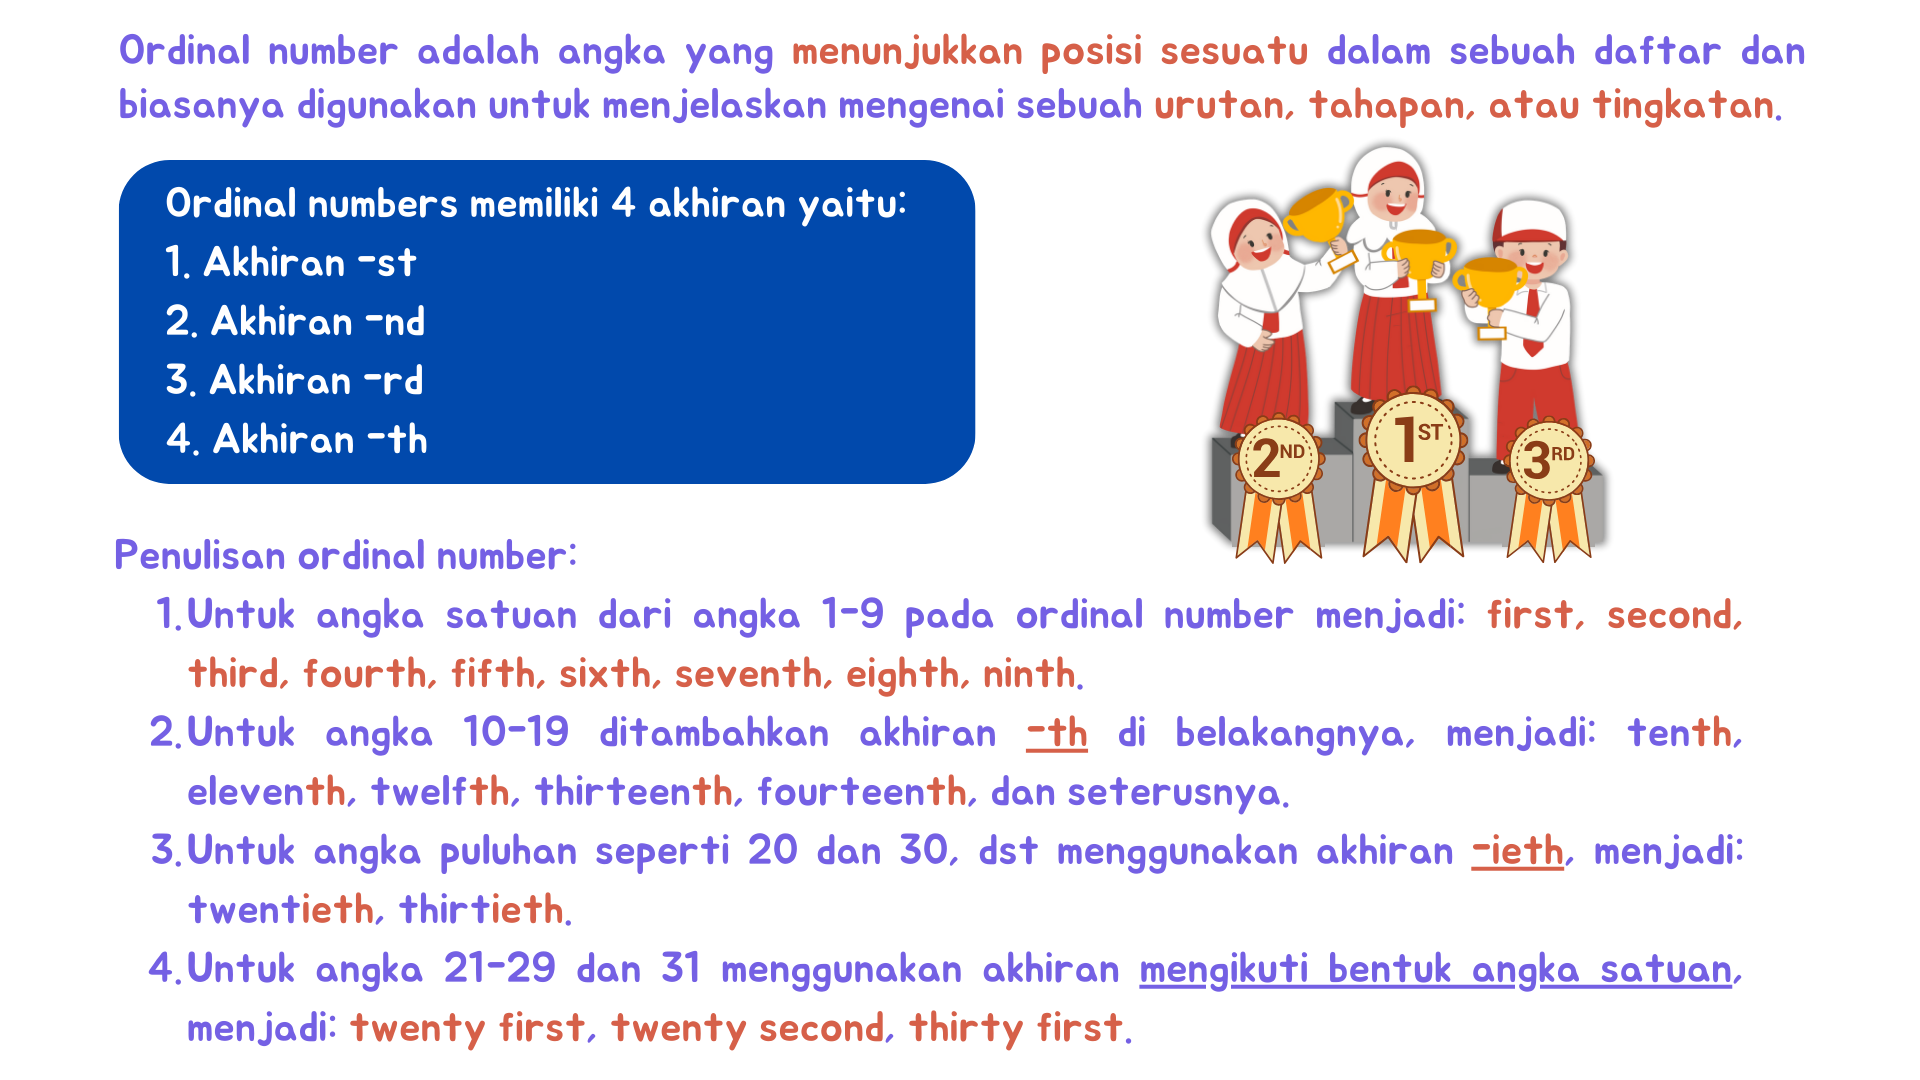 Ordinal number adalah angka yang menunjukkan posisi sesuatu dalam sebuah daftar dan
biasanya digunakan untuk menjelaskan mengenai sebuah urutan, tahapan, atau tingkatan.
Ordinal numbers memiliki 4 akhiran yaitu:
1. Akhiran -st
2. Akhiran -nd
3. Akhiran -rd
4. Akhiran -th
2ND
1ST
3RD
Penulisan ordinal number:
1. Untuk angka satuan dari angka 1-9 pada ordinal number menjadi: first, second,
third, fourth, fifth, sixth, seventh, eighth, ninth.
2. Untuk angka 10-19 ditambahkan akhiran -th di belakangnya, menjadi: tenth,
eleventh, twelfth, thirteenth, fourteenth, dan seterusnya.
3. Untuk angka puluhan seperti 20 dan 30, dst menggunakan akhiran -ieth, menjadi:
twentieth, thirtieth.
4. Untuk angka 21-29 dan 31 menggunakan akhiran mengikuti bentuk angka satuan,
menjadi: twenty first, twenty second, thirty first.